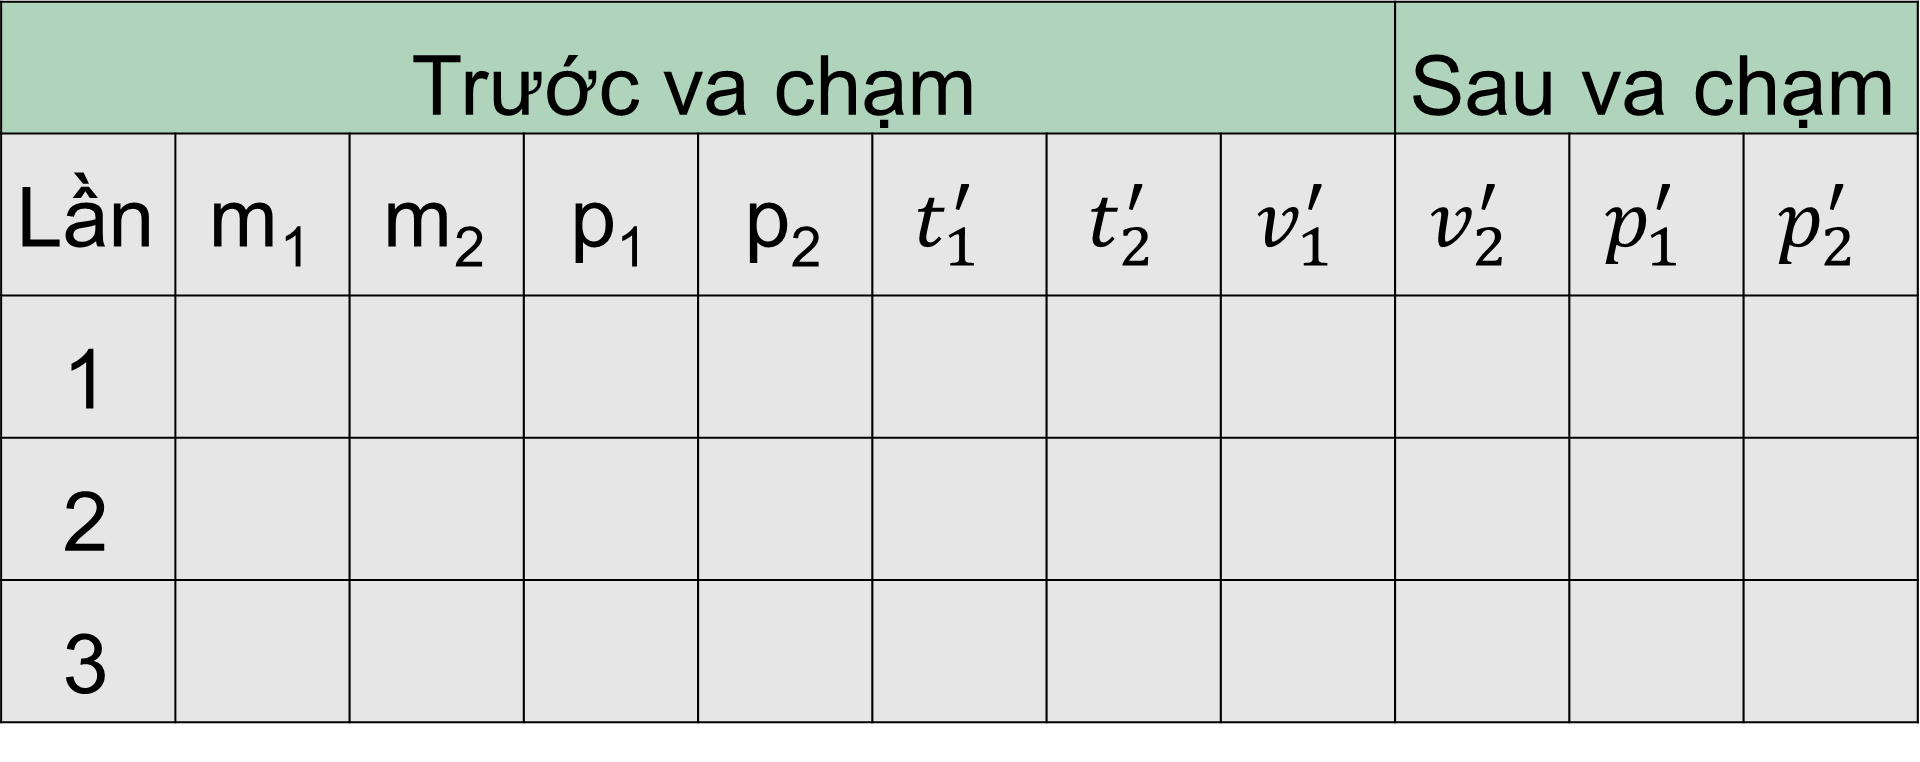 Trước va chạm Sau va chạm
Lần m₁ m₂ p₁ p₂ t′₁ t′₂ v′₁ v′₂ p′₁ p′₂
1
2
3